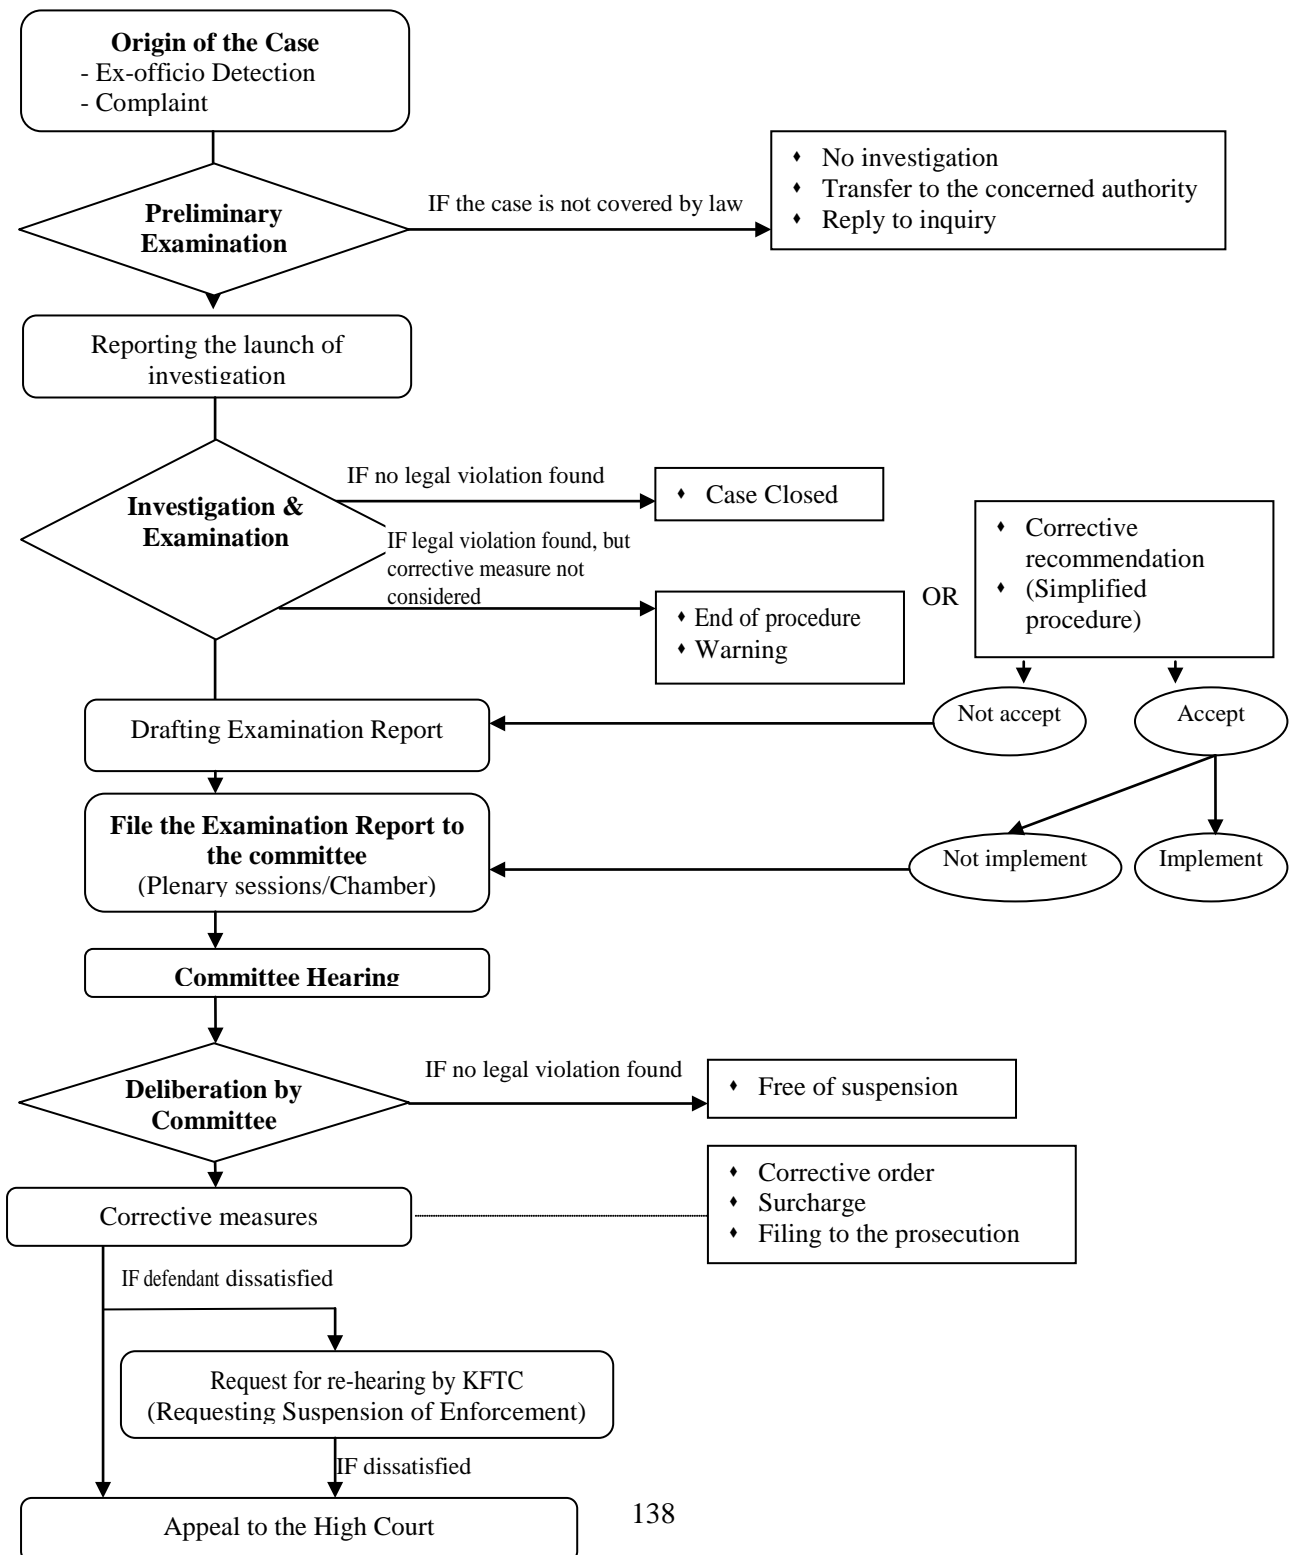 Origin of the Case
- Ex-officio Detection
- Complaint
Preliminary
Examination
IF the case is not covered by law
♦ No investigation
♦ Transfer to the concerned authority
♦ Reply to inquiry
Reporting the launch of
investigation
Investigation &
Examination
IF no legal violation found
♦ Case Closed
IF legal violation found, but
corrective measure not
considered
♦ End of procedure
♦ Warning
OR
♦ Corrective
recommendation
♦ (Simplified
procedure)
Not accept
Accept
Drafting Examination Report
Not implement
Implement
File the Examination Report to
the committee
(Plenary sessions/Chamber)
Committee Hearing
Deliberation by
Committee
IF no legal violation found
♦ Free of suspension
Corrective measures
♦ Corrective order
♦ Surcharge
♦ Filing to the prosecution
IF defendant dissatisfied
Request for re-hearing by KFTC
(Requesting Suspension of Enforcement)
IF dissatisfied
Appeal to the High Court
138